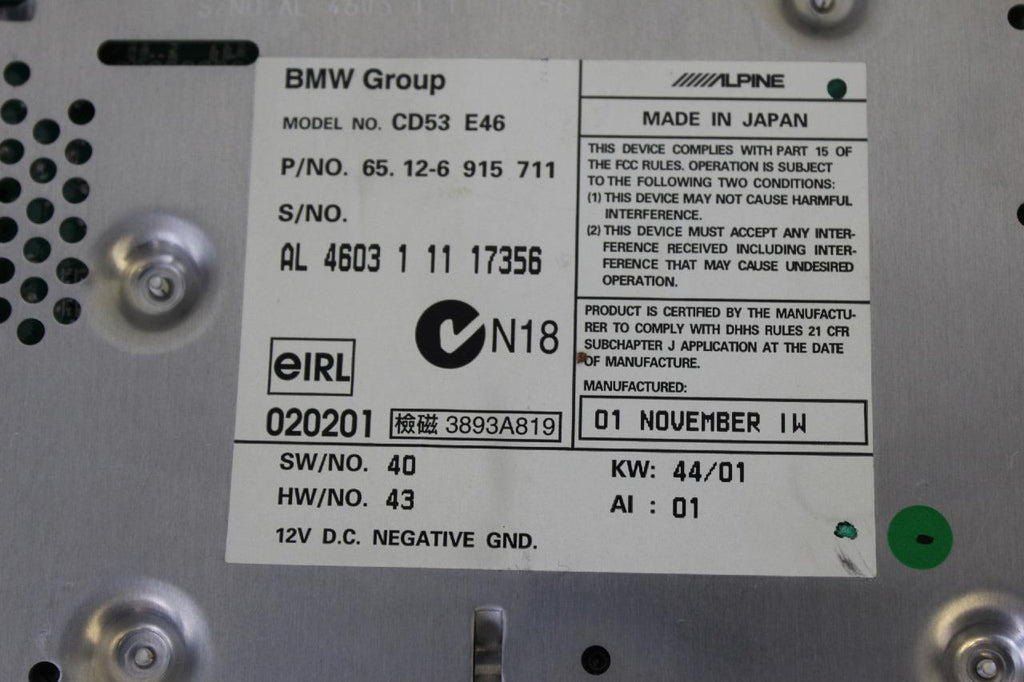 BMW Group
MODEL NO. CD53 E46
P/NO. 65. 12-6 915 711
S/NO.
AL 4603 1 11 17356
N18
eIRL
020201
檢磁 3893A819
ALPINE
MADE IN JAPAN
THIS DEVICE COMPLIES WITH PART 15 OF
THE FCC RULES. OPERATION IS SUBJECT
TO THE FOLLOWING TWO CONDITIONS:
(1) THIS DEVICE MAY NOT CAUSE HARMFUL
INTERFERENCE.
(2) THIS DEVICE MUST ACCEPT ANY INTER-
FERENCE RECEIVED INCLUDING INTER-
FERENCE THAT MAY CAUSE UNDESIRED
OPERATION.
PRODUCT IS CERTIFIED BY THE MANUFACTU-
RER TO COMPLY WITH DHHS RULES 21 CFR
SUBCHAPTER J APPLICATION AT THE DATE
OF MANUFACTURE.
MANUFACTURED:
01 NOVEMBER IW
SW/NO. 40
HW/NO. 43
12V D.C. NEGATIVE GND.
KW: 44/01
AI : 01